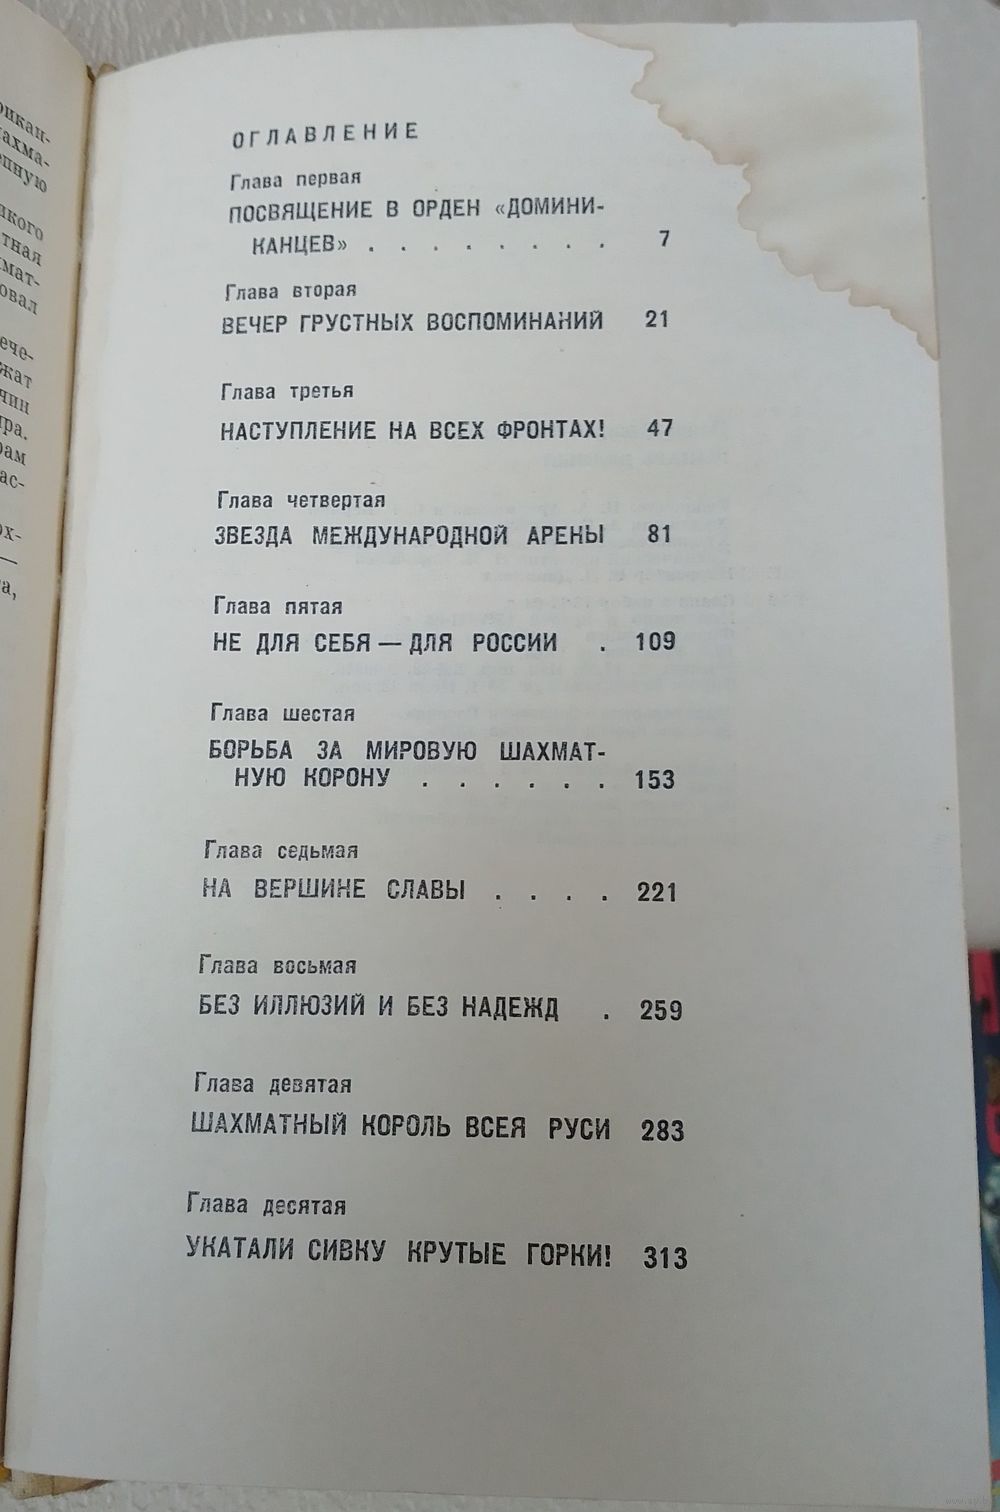 ОГЛАВЛЕНИЕ
Глава первая
ПОСВЯЩЕНИЕ В ОРДЕН «ДОМИНИ-
КАНЦЕВ» . . . . . . . . 7
Глава вторая
ВЕЧЕР ГРУСТНЫХ ВОСПОМИНАНИЙ 21
Глава третья
НАСТУПЛЕНИЕ НА ВСЕХ ФРОНТАХ! 47
Глава четвертая
ЗВЕЗДА МЕЖДУНАРОДНОЙ АРЕНЫ 81
Глава пятая
НЕ ДЛЯ СЕБЯ — ДЛЯ РОССИИ . 109
Глава шестая
БОРЬБА ЗА МИРОВУЮ ШАХМАТ-
НУЮ КОРОНУ . . . . . . 153
Глава седьмая
НА ВЕРШИНЕ СЛАВЫ . . . . 221
Глава восьмая
БЕЗ ИЛЛЮЗИЙ И БЕЗ НАДЕЖД . 259
Глава девятая
ШАХМАТНЫЙ КОРОЛЬ ВСЕЯ РУСИ 283
Глава десятая
УКАТАЛИ СИВКУ КРУТЫЕ ГОРКИ! 313